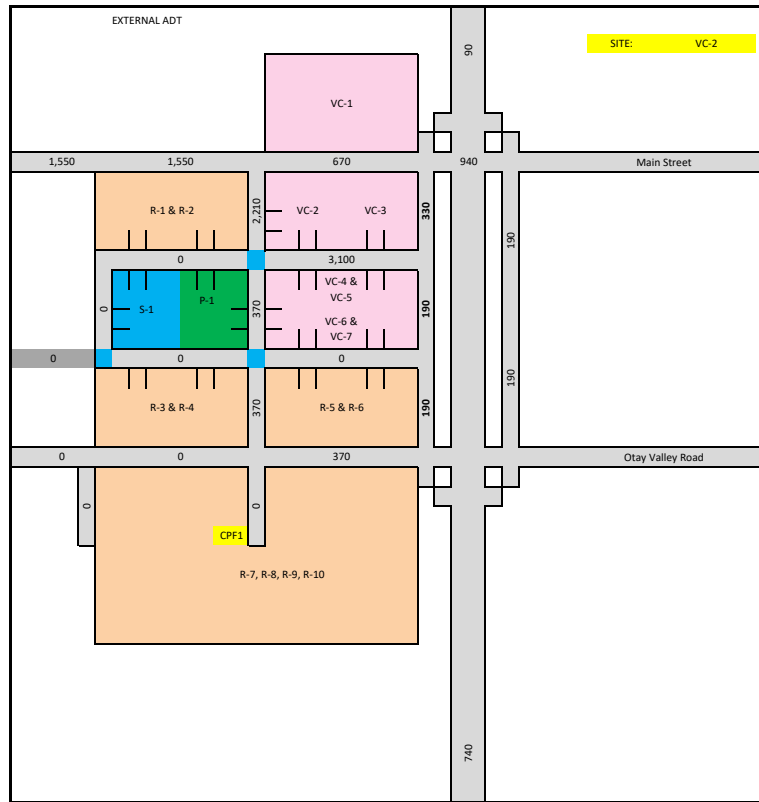 EXTERNAL ADT
90
SITE: VC-2
VC-1
1,550 1,550 670 940 Main Street
R-1 & R-2
2,210
VC-2 VC-3
330
190
0 3,100
0
S-1
P-1
370
VC-4 &
VC-5
VC-6 &
VC-7
190
0 0 0
R-3 & R-4
370
R-5 & R-6
190
190
0 0 370 Otay Valley Road
0
0
CPF1
R-7, R-8, R-9, R-10
740